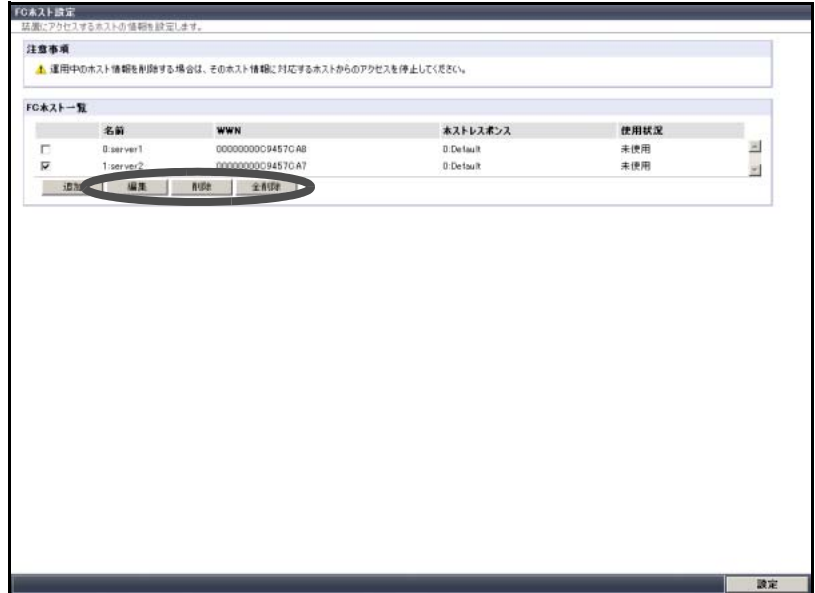 FCホスト設定
装置にアクセスするホストの情報を設定します。
注意事項
運用中のホスト情報を削除する場合は、そのホスト情報に対応するホストからのアクセスを停止してください。
FCホスト一覧
名前 WWN ホストレスポンス 使用状況
0:server1 00000000C9457CA8 0:Default 未使用
1:server2 00000000C9457CA7 0:Default 未使用
追加 編集 削除 全削除
設定